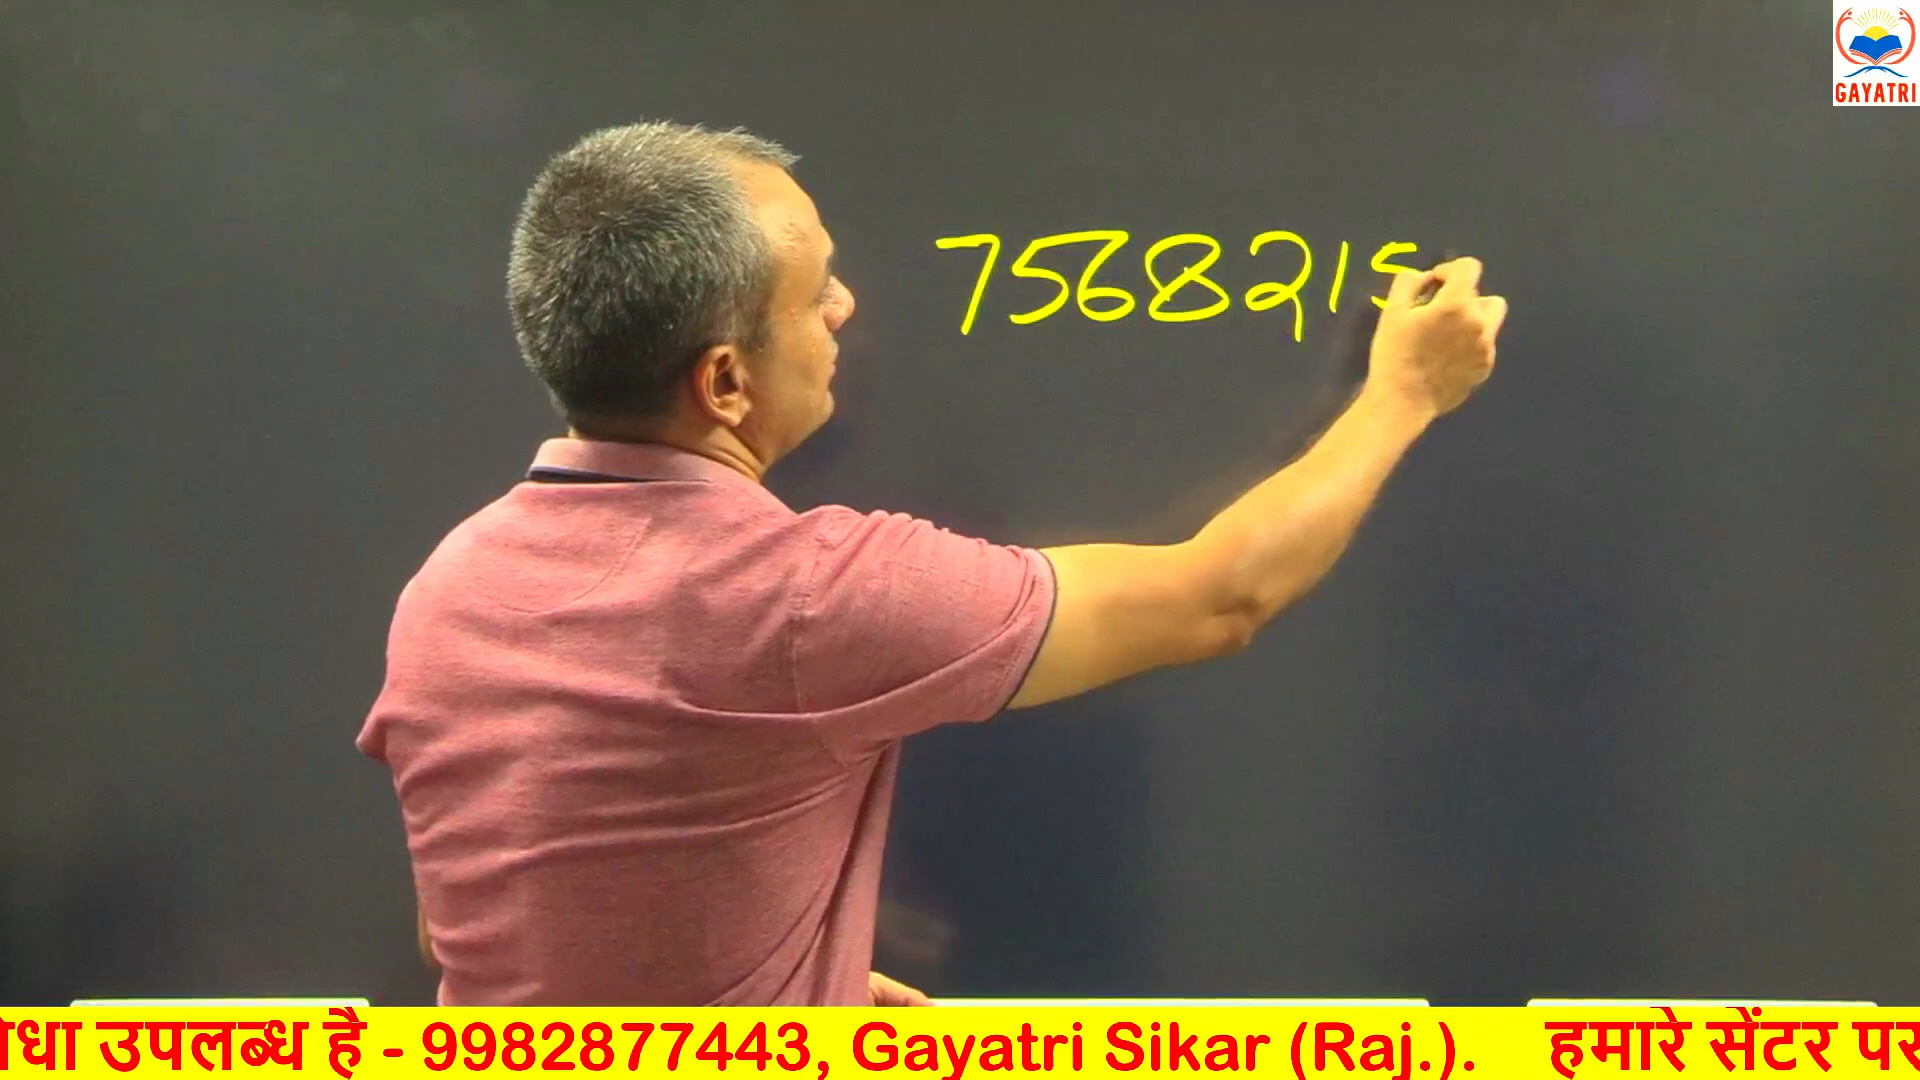 GAYATRI
7568215
िधा उपलब्ध है - 9982877443, Gayatri Sikar (Raj.). हमारे सेंटर पर